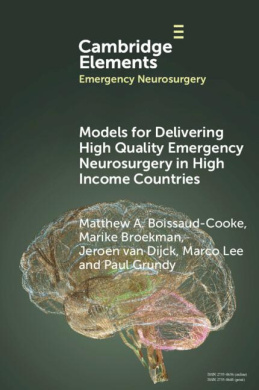 Cambridge
Elements
Emergency Neurosurgery
Models for Delivering
High Quality Emergency
Neurosurgery in High
Income Countries
Matthew A. Boissaud-Cooke,
Marike Broekman,
Jeroen van Dijck, Marco Lee
and Paul Grundy